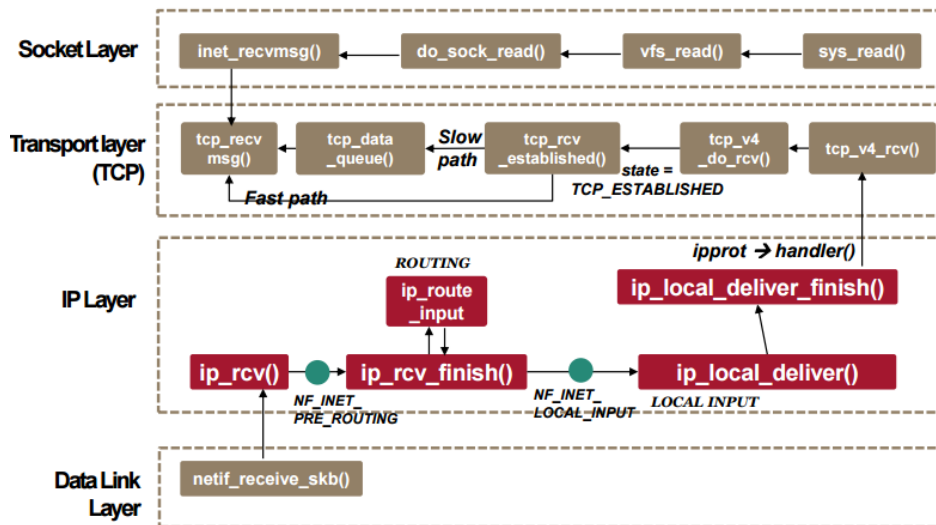 Socket Layer
inet_recvmsg()
do_sock_read()
vfs_read()
sys_read()
Transport layer
(TCP)
tcp_recv
msg()
tcp_data
_queue()
Slow
path
tcp_rcv
_established()
state =
TCP_ESTABLISHED
tcp_v4
_do_rcv()
tcp_v4_rcv()
Fast path
IP Layer
ipprot → handler()
ROUTING
ip_route
_input
ip_local_deliver_finish()
ip_rcv()
NF_INET_
PRE_ROUTING
ip_rcv_finish()
NF_INET_
LOCAL_INPUT
ip_local_deliver()
LOCAL INPUT
Data Link
Layer
netif_receive_skb()